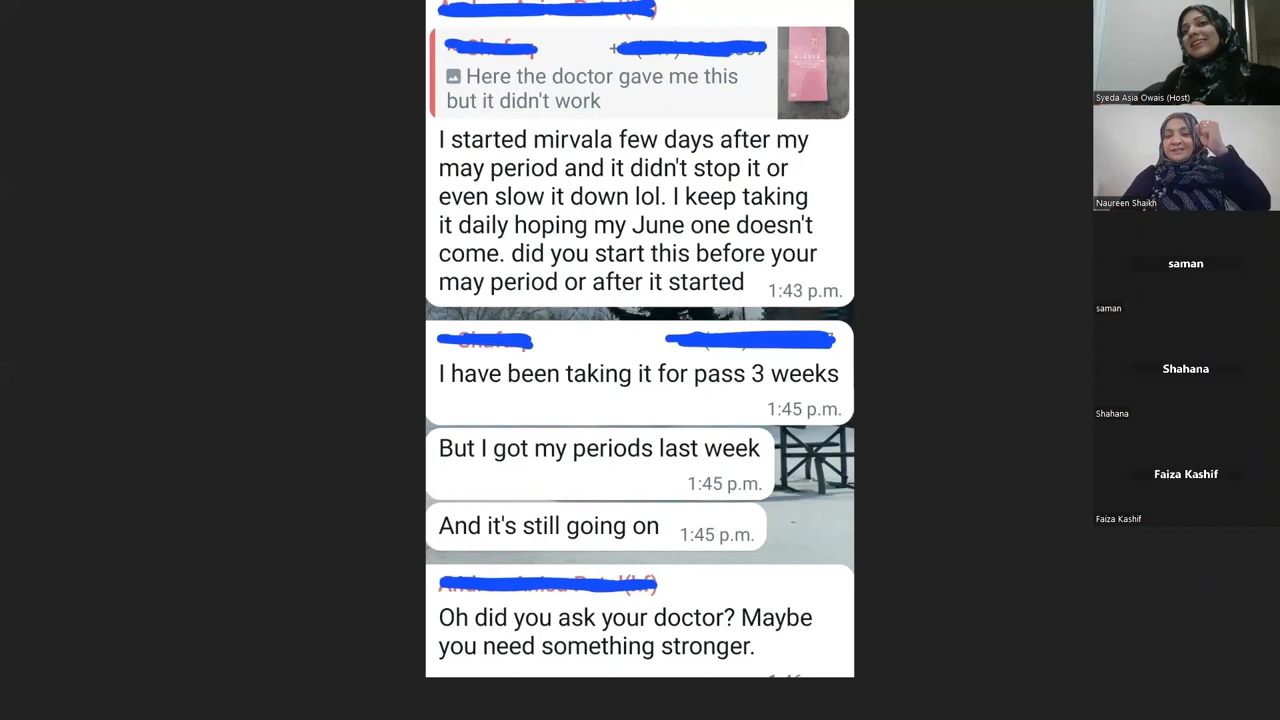 Here the doctor gave me this
but it didn't work
I started mirvala few days after my
may period and it didn't stop it or
even slow it down lol. I keep taking
it daily hoping my June one doesn't
come. did you start this before your
may period or after it started
1:43 p.m.
I have been taking it for pass 3 weeks
1:45 p.m.
But I got my periods last week
1:45 p.m.
And it's still going on
1:45 p.m.
Oh did you ask your doctor? Maybe
you need something stronger.
Syeda Asia Owais (Host)
Naureen Shaikh
saman
saman
Shahana
Shahana
Faiza Kashif
Faiza Kashif